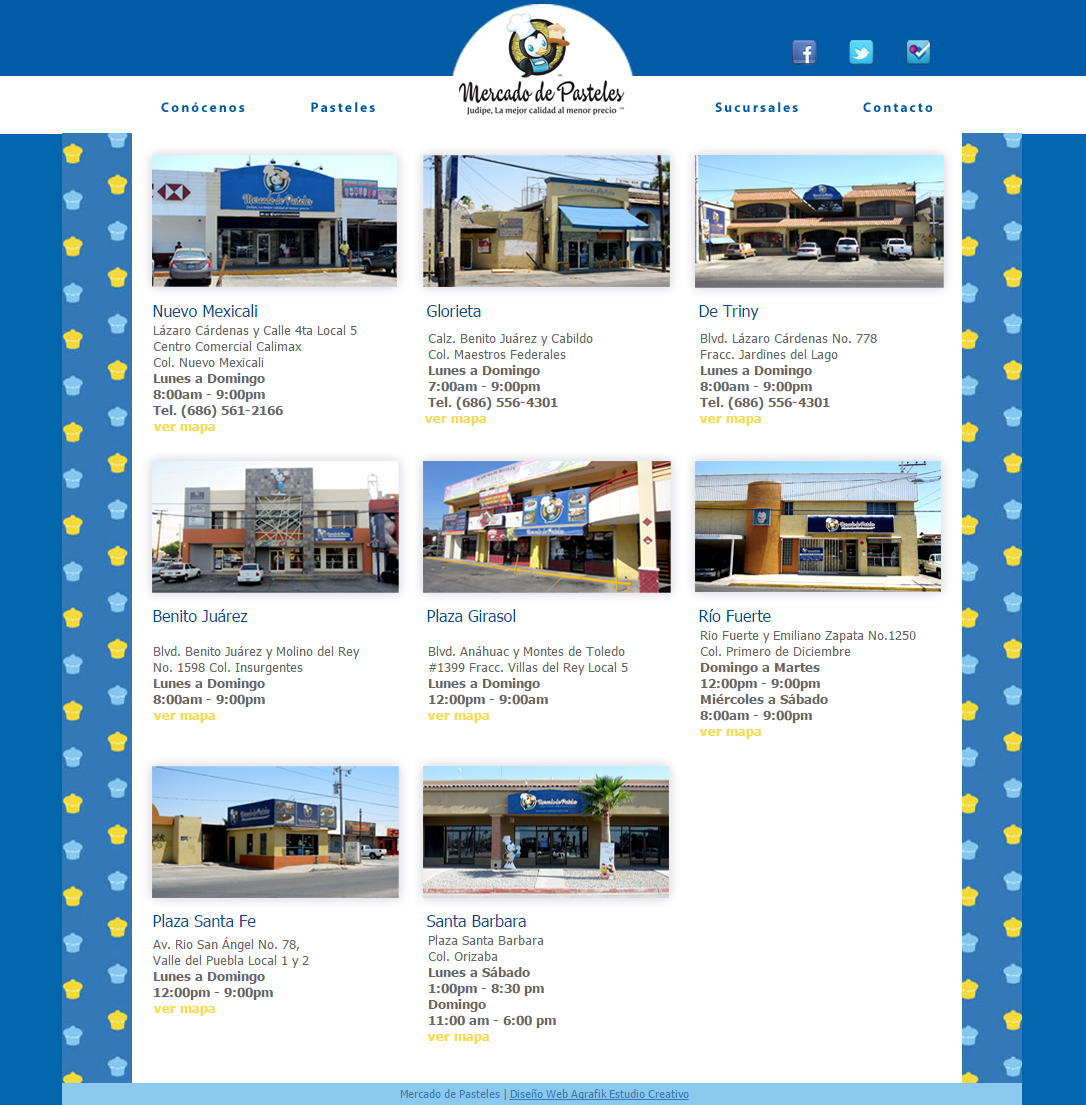 Mercado de Pasteles
Judipe, La mejor calidad al menor precio ™
Conócenos
Pasteles
Sucursales
Contacto
Mercado de Pasteles
Nuevo Mexicali
Lázaro Cárdenas y Calle 4ta Local 5
Centro Comercial Calimax
Col. Nuevo Mexicali
Lunes a Domingo
8:00am - 9:00pm
Tel. (686) 561-2166
ver mapa
Glorieta
Calz. Benito Juárez y Cabildo
Col. Maestros Federales
Lunes a Domingo
7:00am - 9:00pm
Tel. (686) 556-4301
ver mapa
De Triny
Blvd. Lázaro Cárdenas No. 778
Fracc. Jardines del Lago
Lunes a Domingo
8:00am - 9:00pm
Tel. (686) 556-4301
ver mapa
Benito Juárez
Blvd. Benito Juárez y Molino del Rey
No. 1598 Col. Insurgentes
Lunes a Domingo
8:00am - 9:00pm
ver mapa
Plaza Girasol
Blvd. Anáhuac y Montes de Toledo
#1399 Fracc. Villas del Rey Local 5
Lunes a Domingo
12:00pm - 9:00am
ver mapa
Río Fuerte
Rio Fuerte y Emiliano Zapata No.1250
Col. Primero de Diciembre
Domingo a Martes
12:00pm - 9:00pm
Miércoles a Sábado
8:00am - 9:00pm
ver mapa
Plaza Santa Fe
Av. Rio San Ángel No. 78,
Valle del Puebla Local 1 y 2
Lunes a Domingo
12:00pm - 9:00pm
ver mapa
Santa Barbara
Plaza Santa Barbara
Col. Orizaba
Lunes a Sábado
1:00pm - 8:30 pm
Domingo
11:00 am - 6:00 pm
ver mapa
Mercado de Pasteles | Diseño Web Agrafik Estudio Creativo